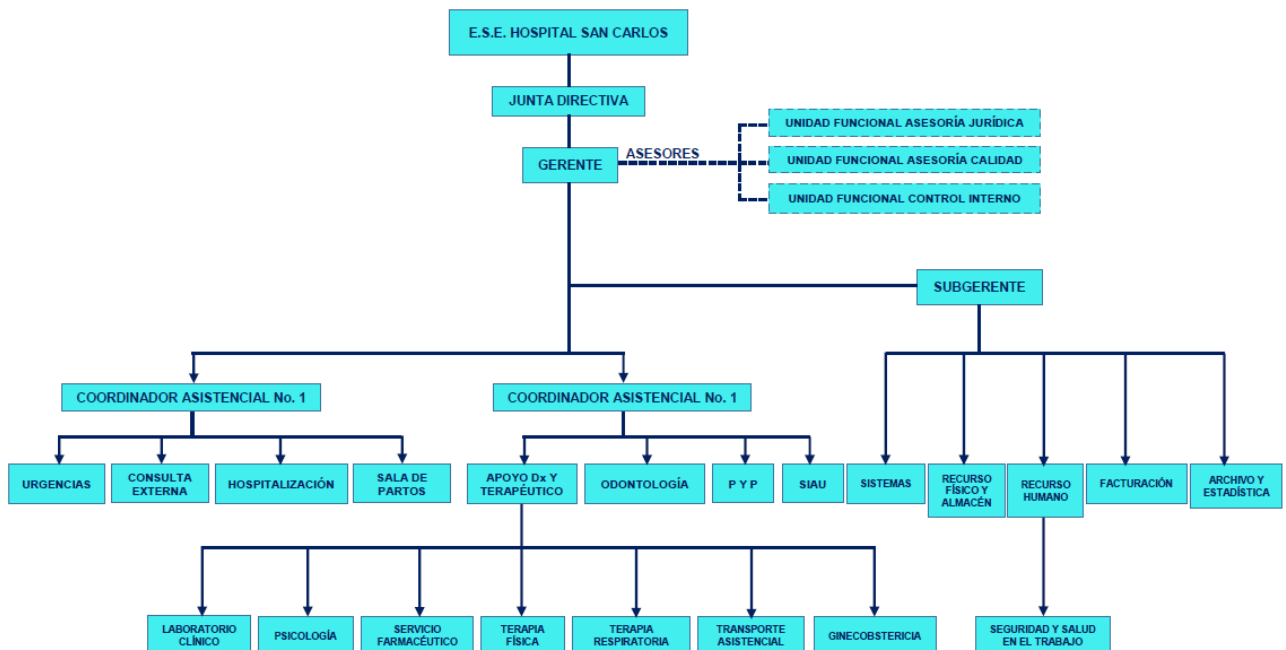 E.S.E. HOSPITAL SAN CARLOS
JUNTA DIRECTIVA
UNIDAD FUNCIONAL ASESORÍA JURÍDICA
ASESORES
GERENTE
UNIDAD FUNCIONAL ASESORÍA CALIDAD
UNIDAD FUNCIONAL CONTROL INTERNO
SUBGERENTE
COORDINADOR ASISTENCIAL No. 1
COORDINADOR ASISTENCIAL No. 1
URGENCIAS
CONSULTA
EXTERNA
HOSPITALIZACIÓN
SALA DE
PARTOS
APOYO Dx Y
TERAPÉUTICO
ODONTOLOGÍA
P Y P
SIAU
SISTEMAS
RECURSO
FÍSICO Y
ALMACÉN
RECURSO
HUMANO
FACTURACIÓN
ARCHIVO Y
ESTADÍSTICA
LABORATORIO
CLÍNICO
PSICOLOGÍA
SERVICIO
FARMACÉUTICO
TERAPIA
FÍSICA
TERAPIA
RESPIRATORIA
TRANSPORTE
ASISTENCIAL
GINECOBSTERICIA
SEGURIDAD Y SALUD
EN EL TRABAJO